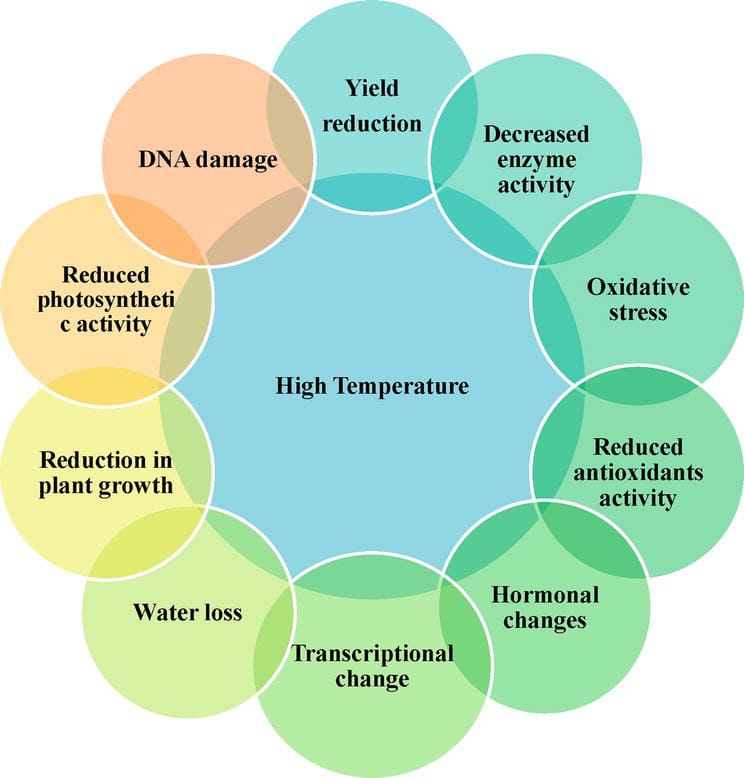 Yield
reduction
Decreased
enzyme
activity
Oxidative
stress
Reduced
antioxidants
activity
Hormonal
changes
Transcriptional
change
Water loss
Reduction in
plant growth
Reduced
photosyntheti
c activity
DNA damage
High Temperature